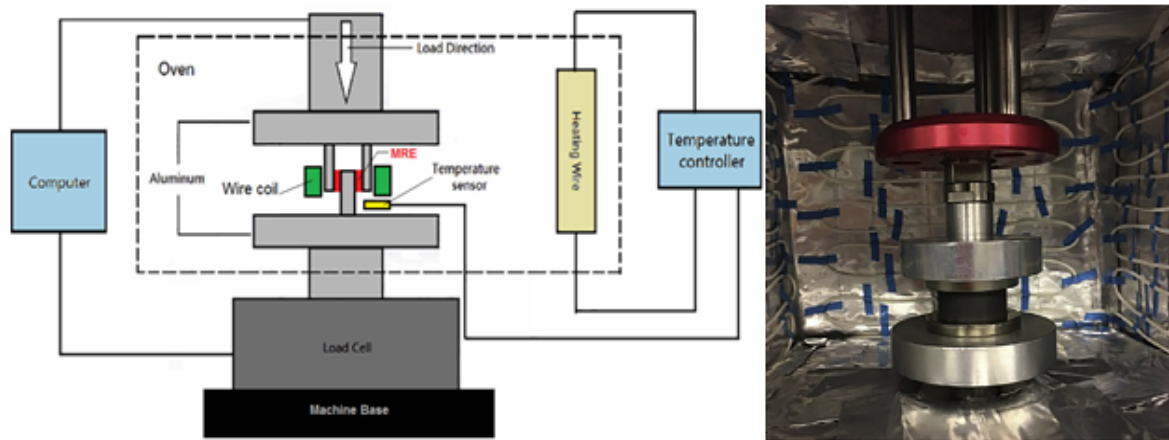 Load Direction
Oven
Heating Wire
Temperature
controller
MRE
Computer
Aluminum
Wire coil
Temperature
sensor
Load Cell
Machine Base